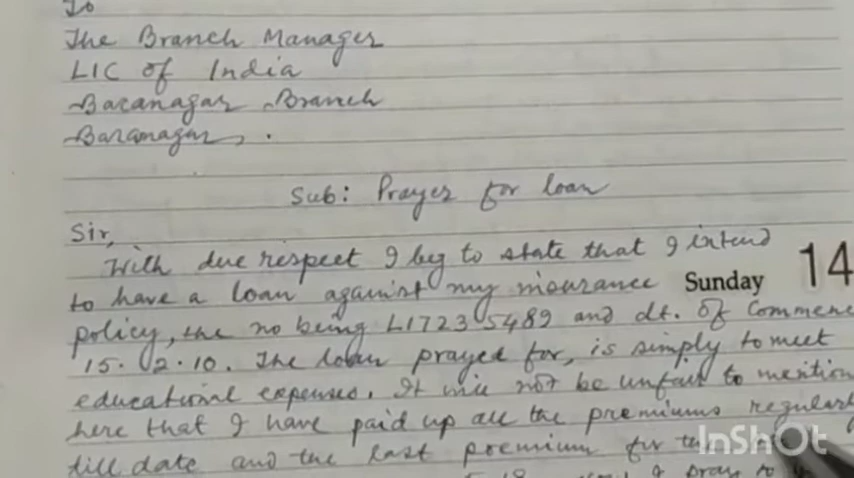 To
The Branch Manager
LIC of India
Baranagar Branch
Baranagar.
Sub: Prayer for loan
Sir,
With due respect I beg to state that I intend
to have a loan against my insurance
Sunday 14
policy, the no being L17235489 and dt. of Commence
15.02.10. The loan prayed for, is simply to meet
educational expenses. It will not be unfair to mention
here that I have paid up all the premiums regularly
till date and the last premium for the
InShOt
I pray to